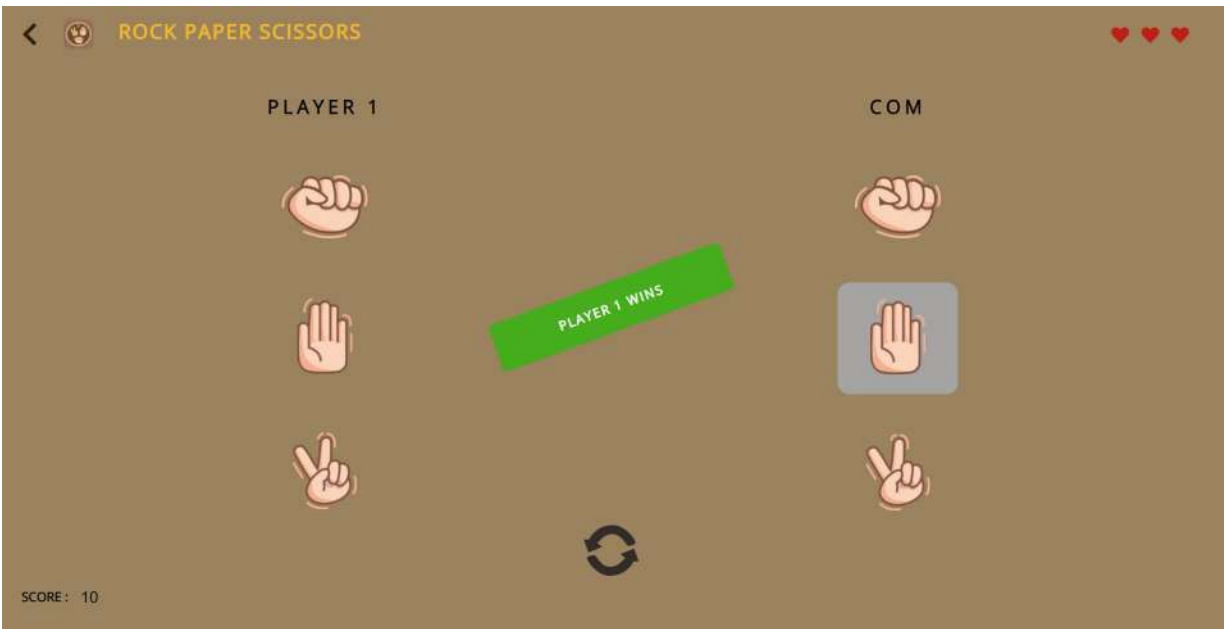 ROCK PAPER SCISSORS
PLAYER 1
COM
PLAYER 1 WINS
SCORE: 10